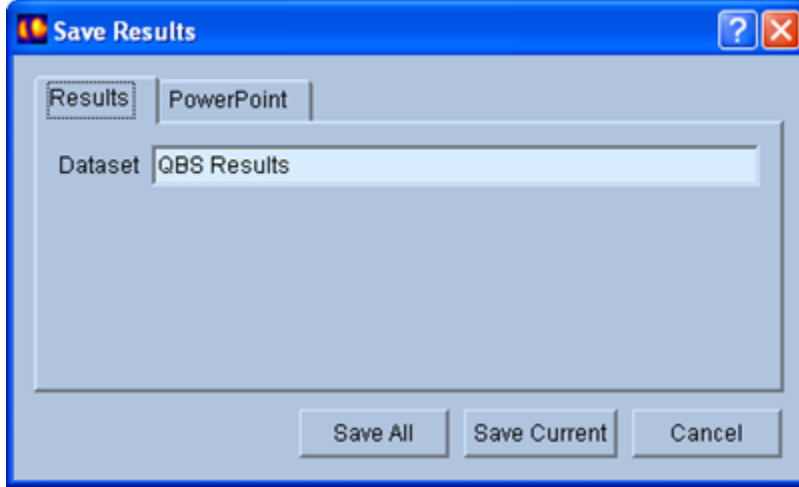 Save Results
Results PowerPoint
Dataset QBS Results
Save All Save Current Cancel